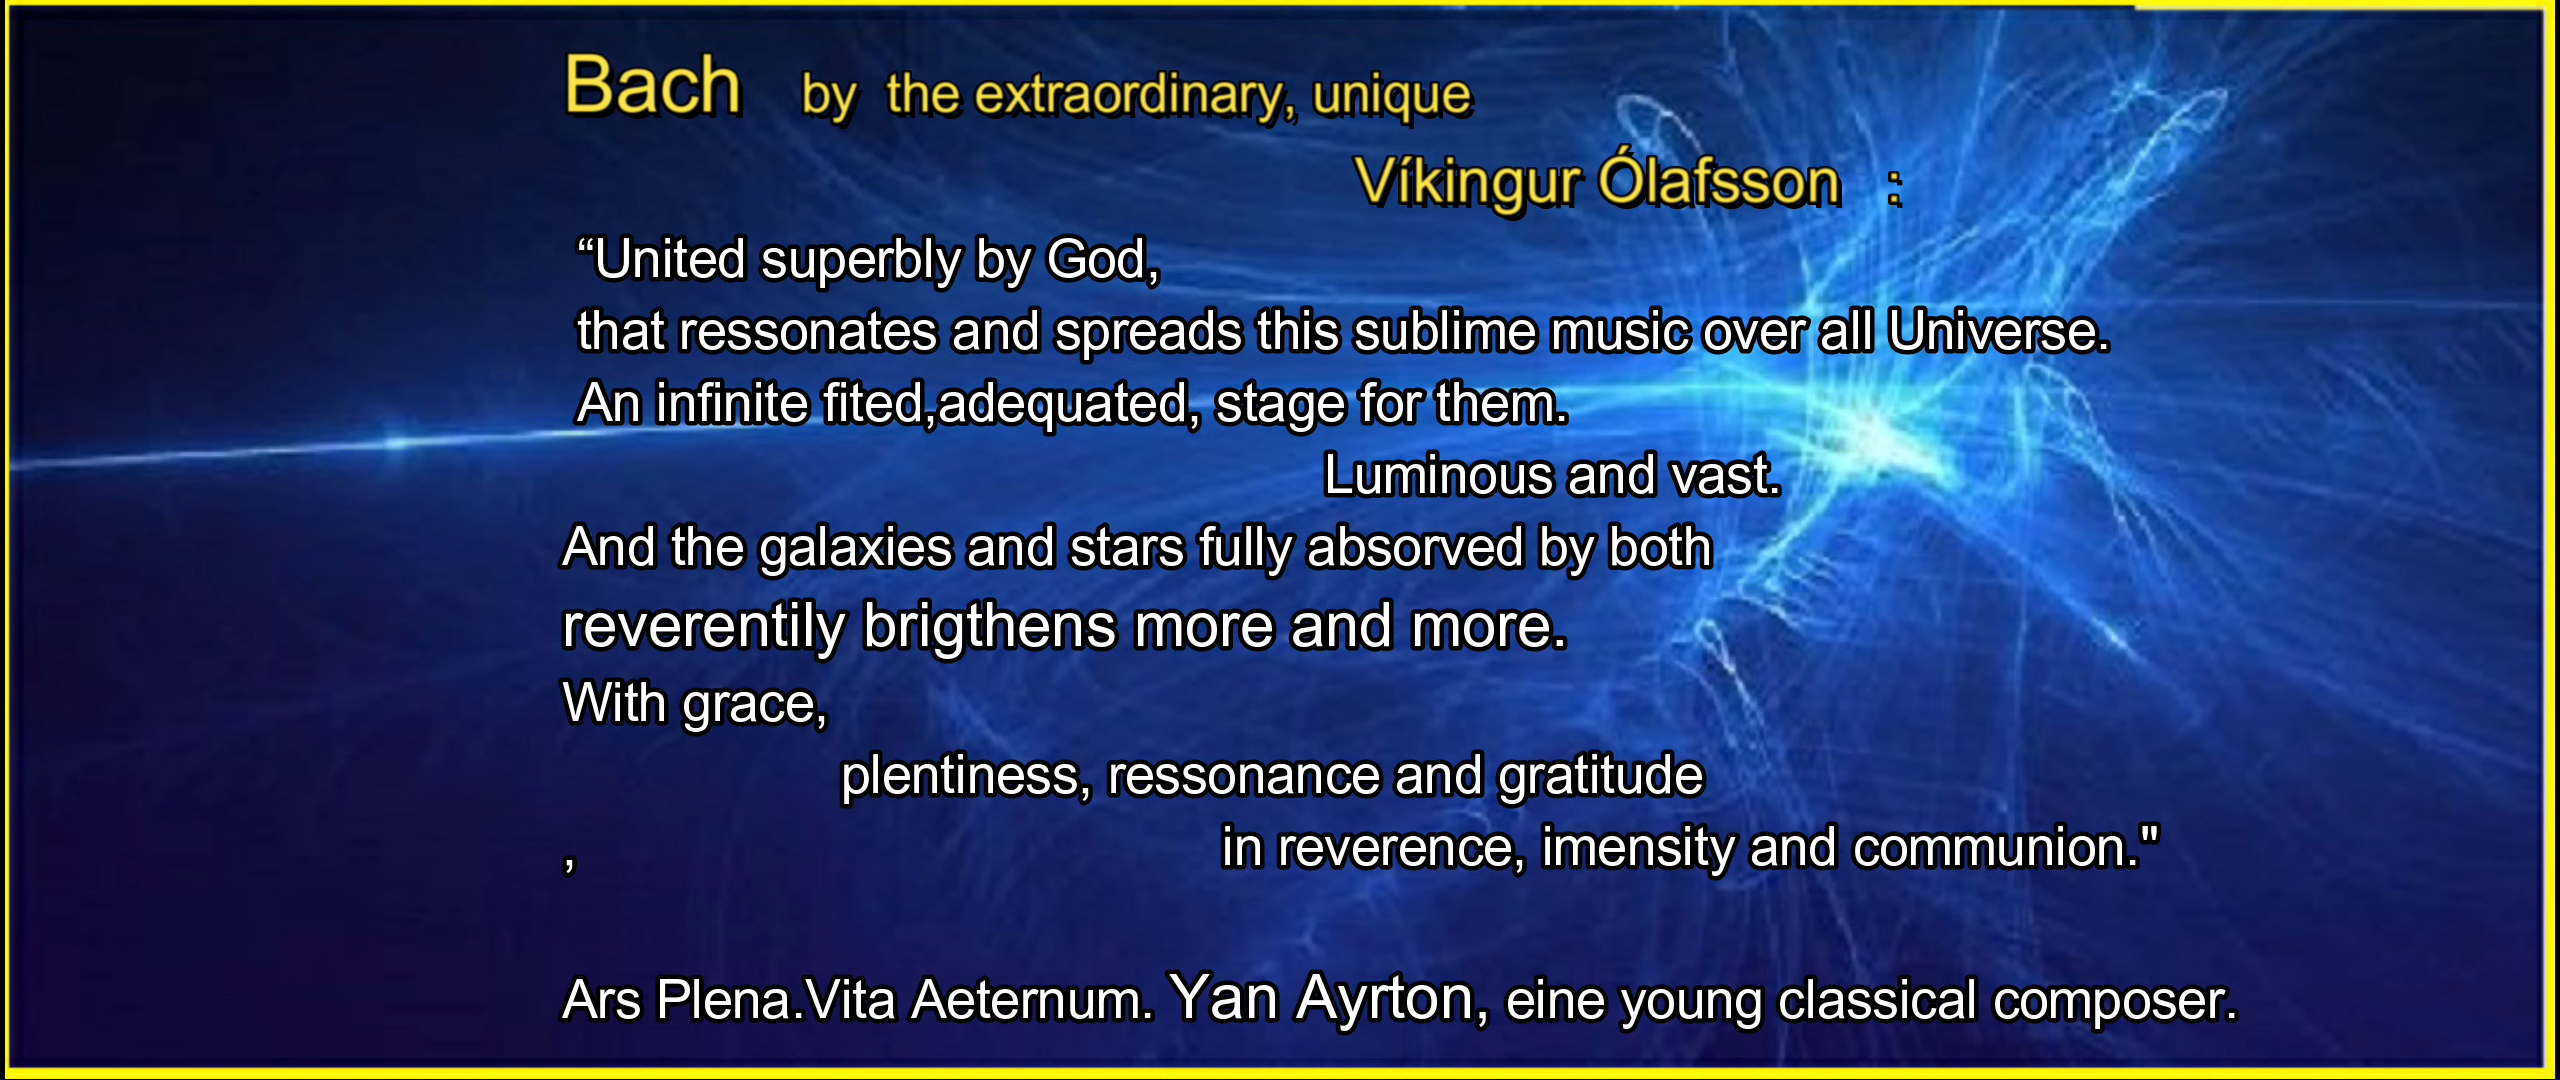 Bach by the extraordinary, unique
Víkingur Ólafsson :
“United superbly by God,
that ressonates and spreads this sublime music over all Universe.
An infinite fited,adequated, stage for them.
Luminous and vast.
And the galaxies and stars fully absorved by both
reverentily brigthens more and more.
With grace,
plentiness, ressonance and gratitude
, in reverence, imensity and communion."
Ars Plena.Vita Aeternum. Yan Ayrton, eine young classical composer.